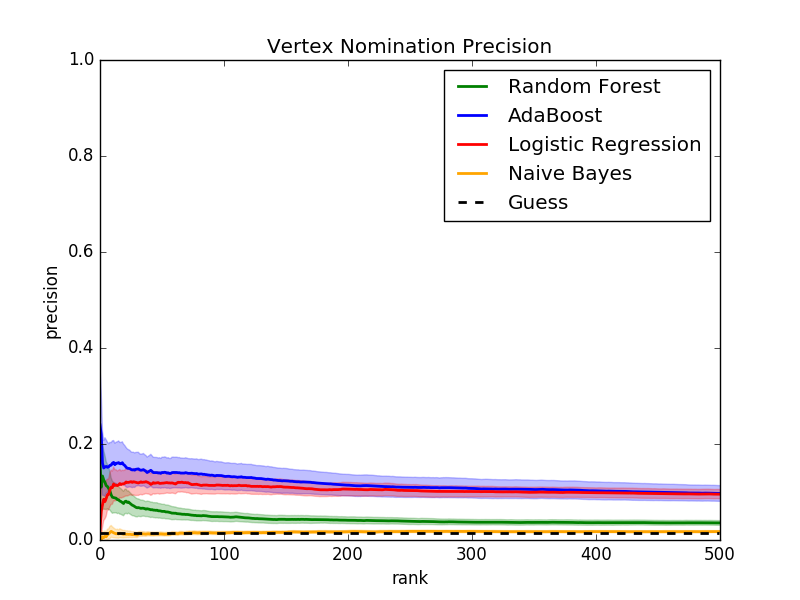 Vertex Nomination Precision
1.0
0.8
0.6
0.4
0.2
0.0
precision
Random Forest
AdaBoost
Logistic Regression
Naive Bayes
Guess
0 100 200 300 400 500
rank